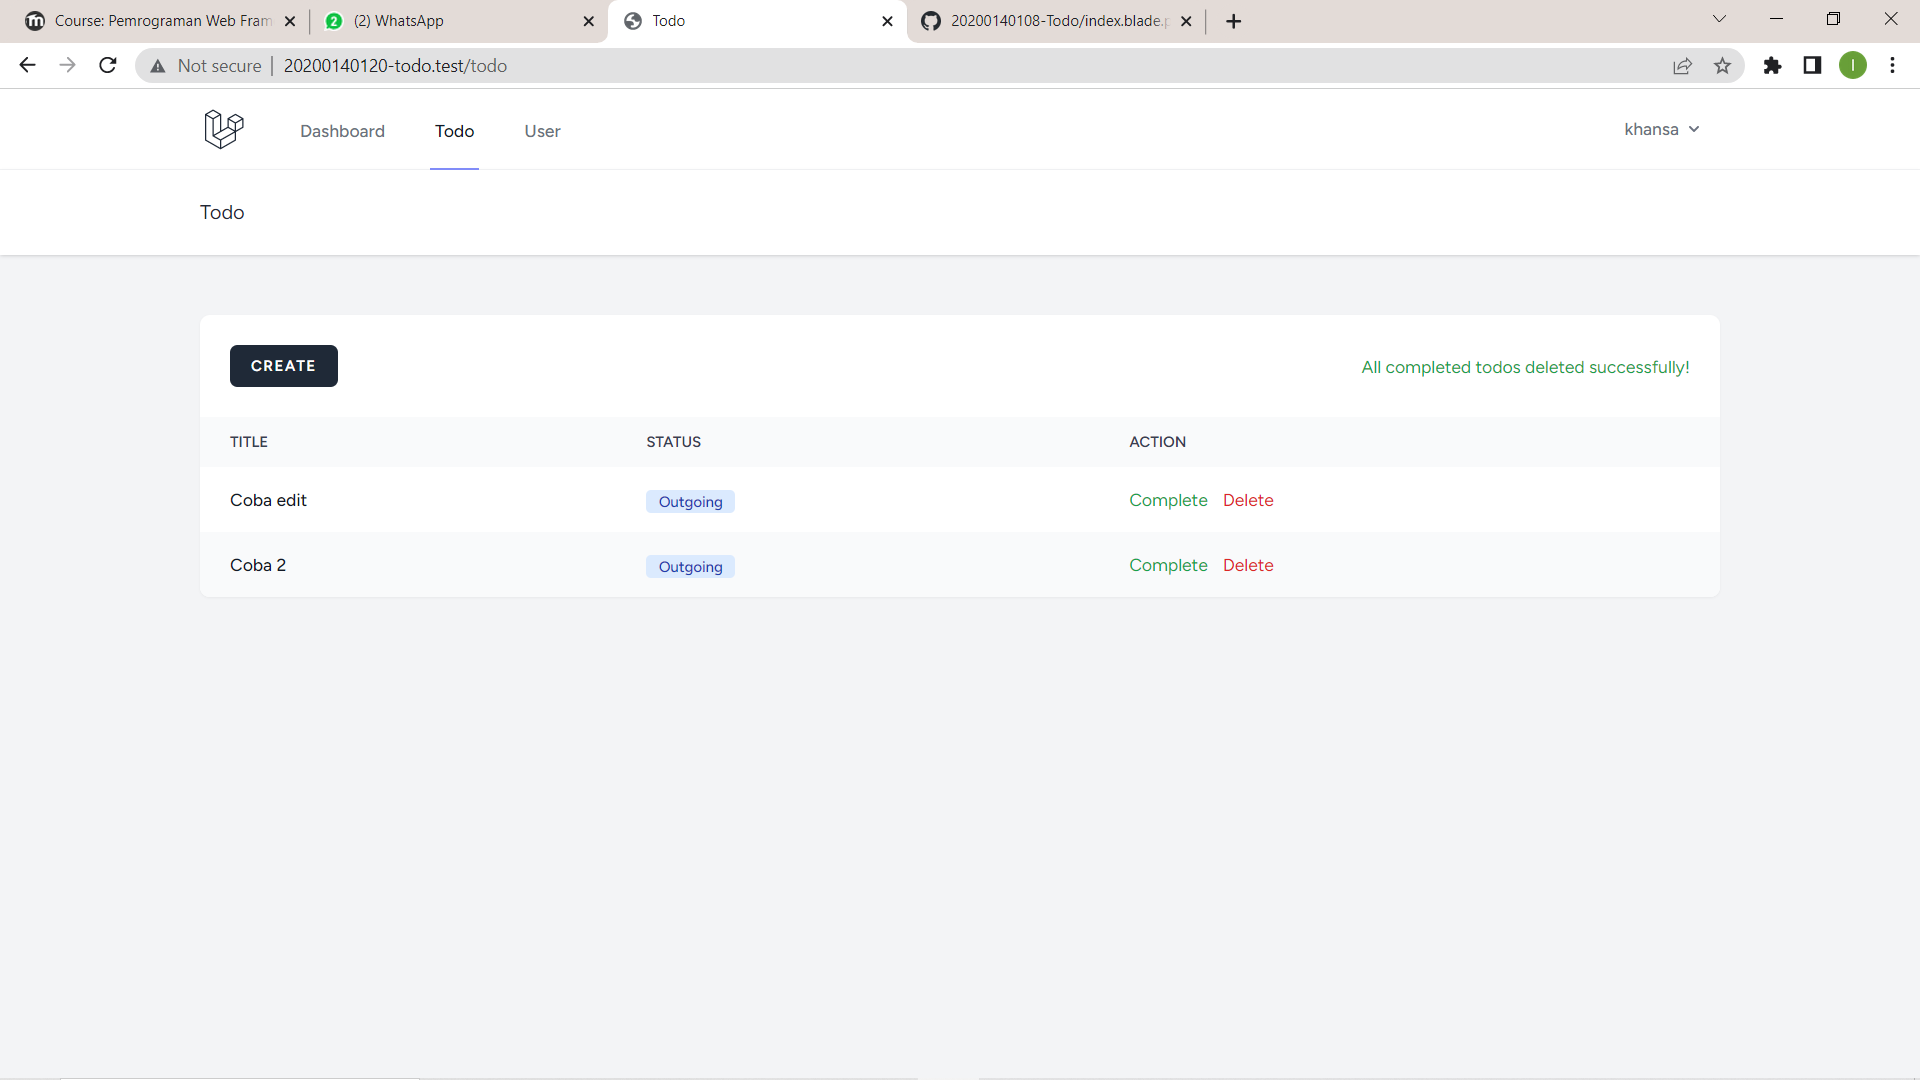 Course: Pemrograman Web Fram
2 (2) WhatsApp
Todo
20200140108-Todo/index.blade.p
Not secure | 20200140120-todo.test/todo
I
Dashboard Todo User khansa
Todo
CREATE All completed todos deleted successfully!
TITLE STATUS ACTION
Coba edit Outgoing Complete Delete
Coba 2 Outgoing Complete Delete